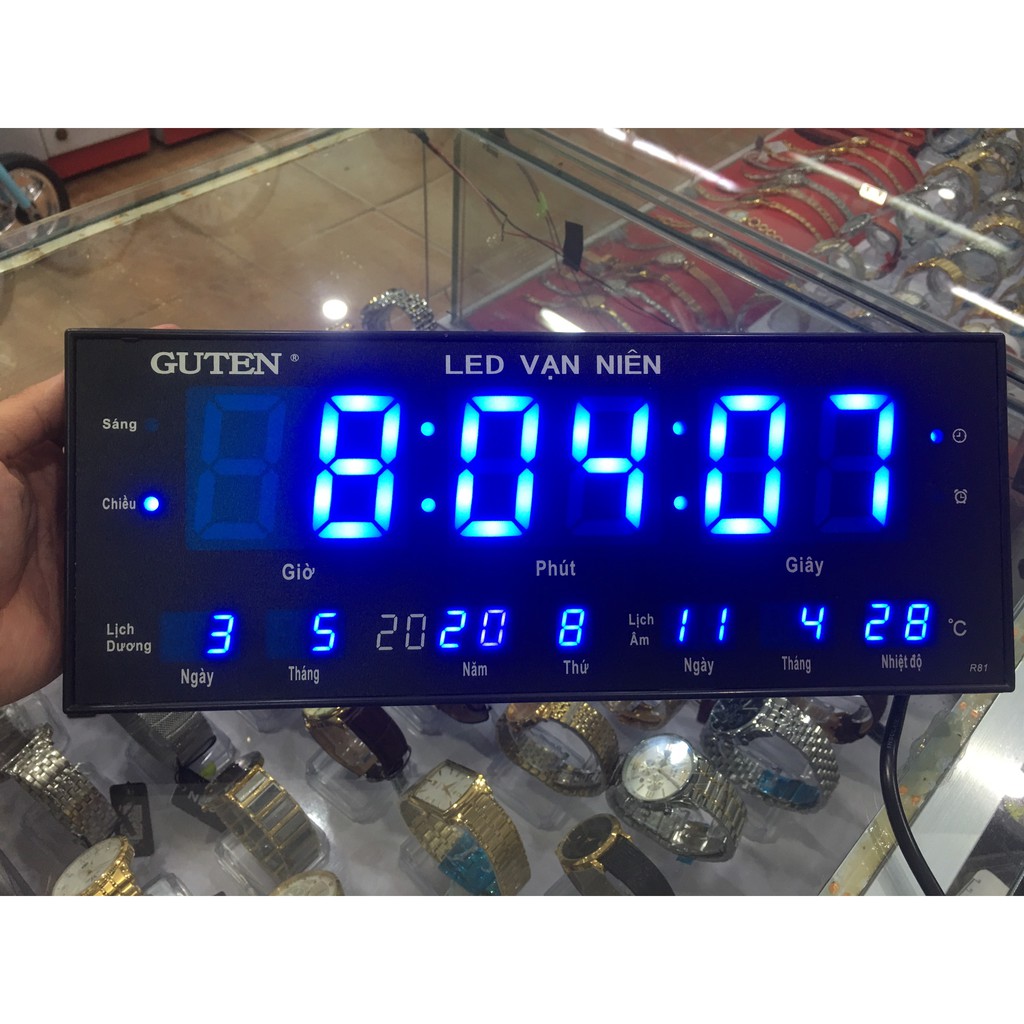 GUTEN ®
LED VẠN NIÊN
Sáng
Chiều
8:04:07
Giờ Phút Giây
Lịch Dương
3 5 2020 8
Ngày Tháng Năm Thứ
Lịch Âm
11 4 28 °C
Ngày Tháng Nhiệt độ
R81